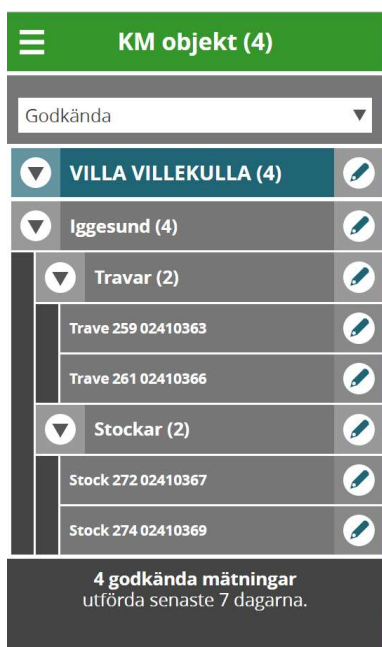 KM objekt (4)
Godkända
VILLA VILLEKULLA (4)
Iggesund (4)
Travar (2)
Trave 259 02410363
Trave 261 02410366
Stockar (2)
Stock 272 02410367
Stock 274 02410369
4 godkända mätningar
utförda senaste 7 dagarna.